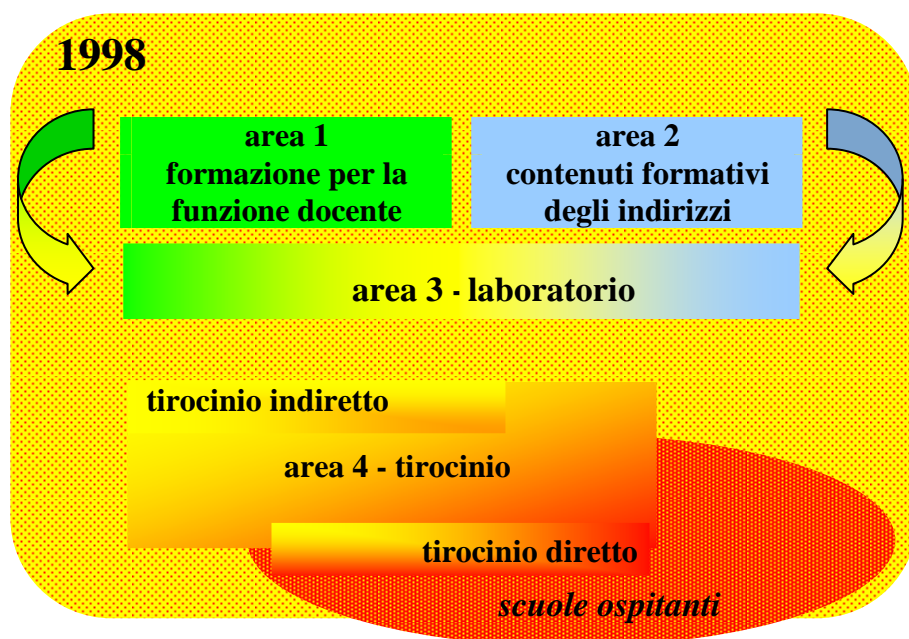 1998
area 1
formazione per la
funzione docente
area 2
contenuti formativi
degli indirizzi
area 3 - laboratorio
tirocinio indiretto
area 4 - tirocinio
tirocinio diretto
scuole ospitanti